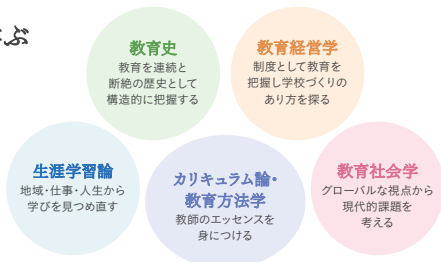 ぶ
教育史
教育を連続と
断絶の歴史として
構造的に把握する
教育経営学
制度として教育を
把握し学校づくりの
あり方を探る
生涯学習論
地域・仕事・人生から
学びを見つめ直す
カリキュラム論・
教育方法学
教師のエッセンスを
身につける
教育社会学
グローバルな視点から
現代的課題を
考える